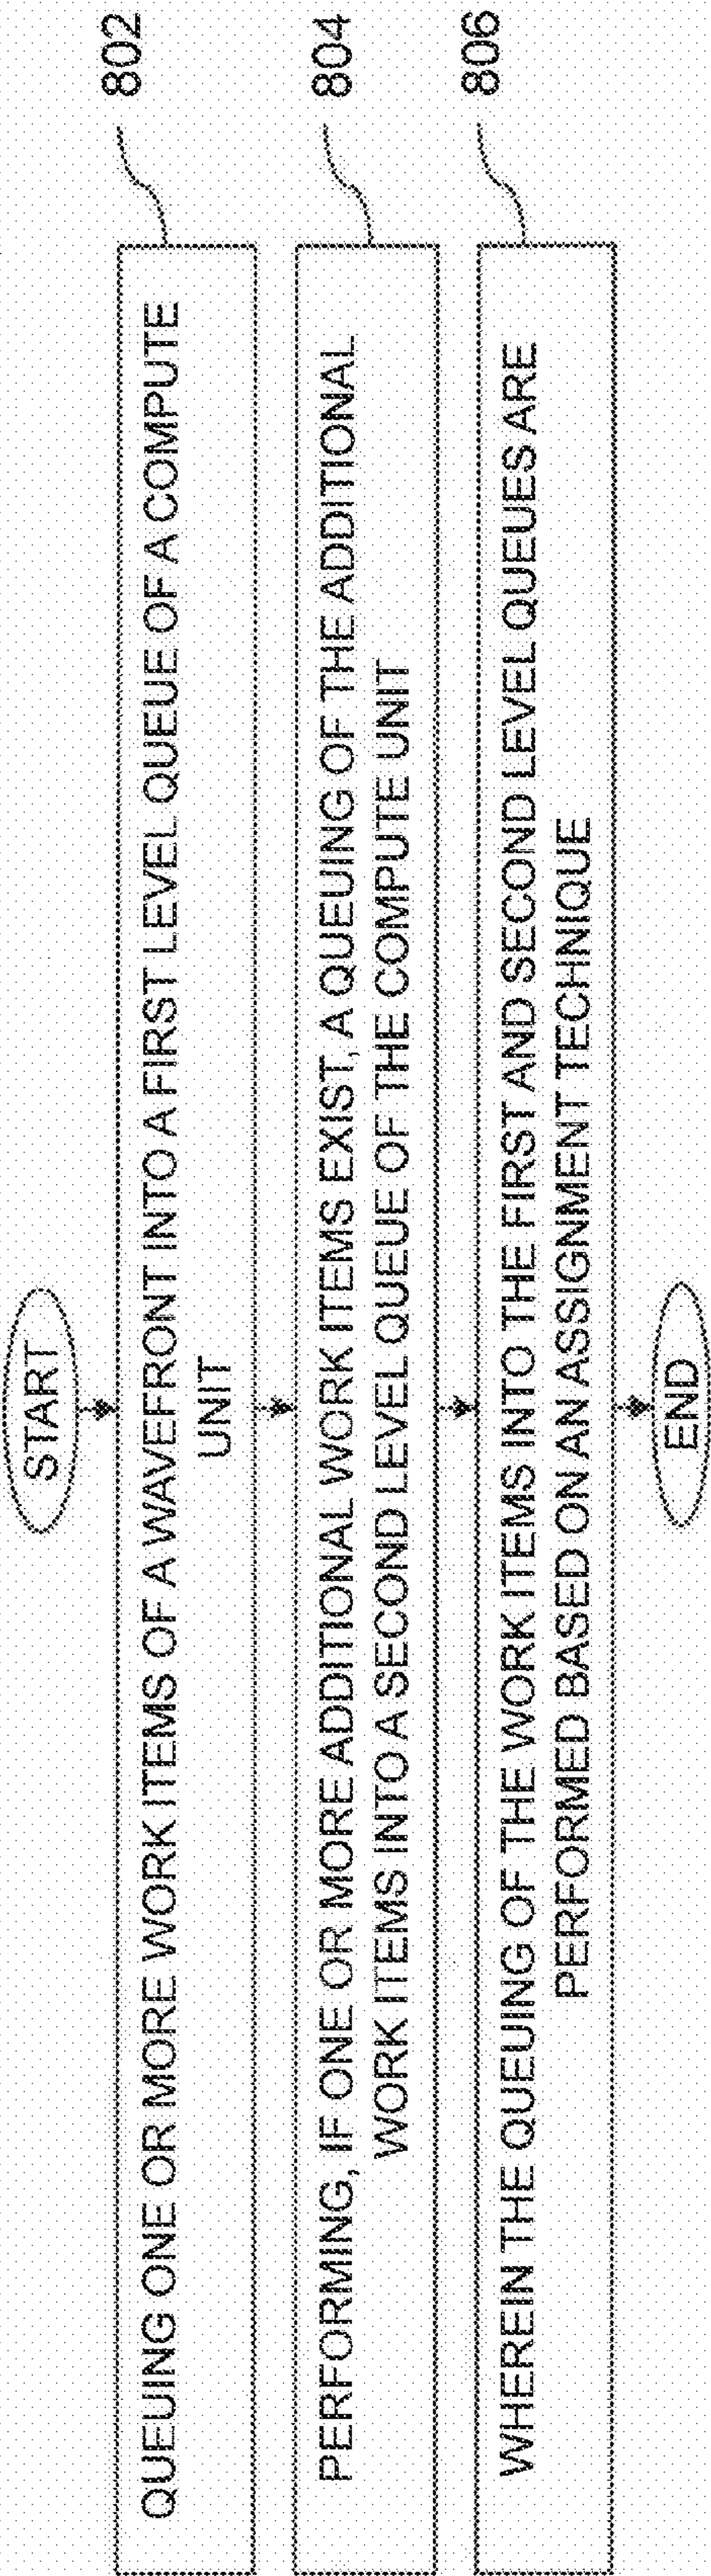 START
QUEUING ONE OR MORE WORK ITEMS OF A WAVEFRONT INTO A FIRST LEVEL QUEUE OF A COMPUTE
UNIT
802
PERFORMING, IF ONE OR MORE ADDITIONAL WORK ITEMS EXIST, A QUEUING OF THE ADDITIONAL
WORK ITEMS INTO A SECOND LEVEL QUEUE OF THE COMPUTE UNIT
804
WHEREIN THE QUEUING OF THE WORK ITEMS INTO THE FIRST AND SECOND LEVEL QUEUES ARE
PERFORMED BASED ON AN ASSIGNMENT TECHNIQUE
806
END